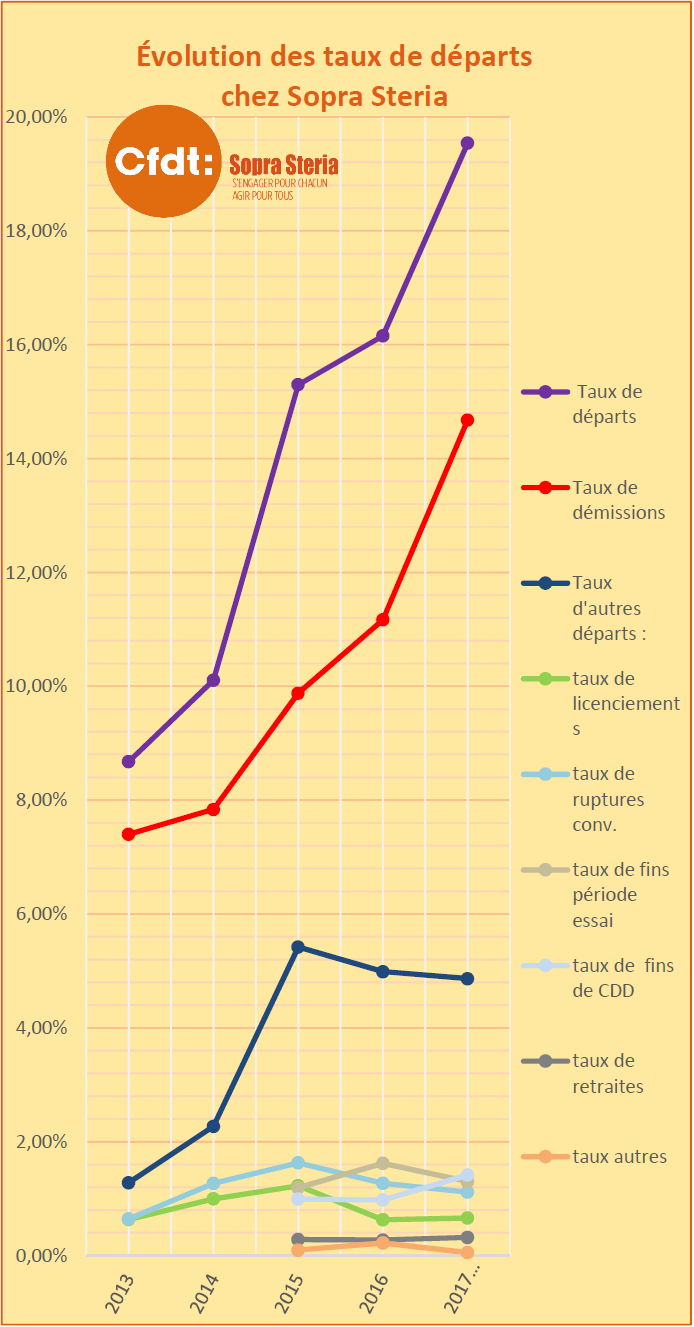 Évolution des taux de départs
chez Sopra Steria
Cfdt:
Sopra Steria
S'ENGAGER POUR CHACUN
AGIR POUR TOUS
20,00%
18,00%
16,00%
14,00%
12,00%
10,00%
8,00%
6,00%
4,00%
2,00%
0,00%
2013
2014
2015
2016
2017...
Taux de
départs
Taux de
démissions
Taux
d'autres
départs :
taux de
licenciement
s
taux de
ruptures
conv.
taux de fins
période
essai
taux de  fins
de CDD
taux de
retraites
taux autres